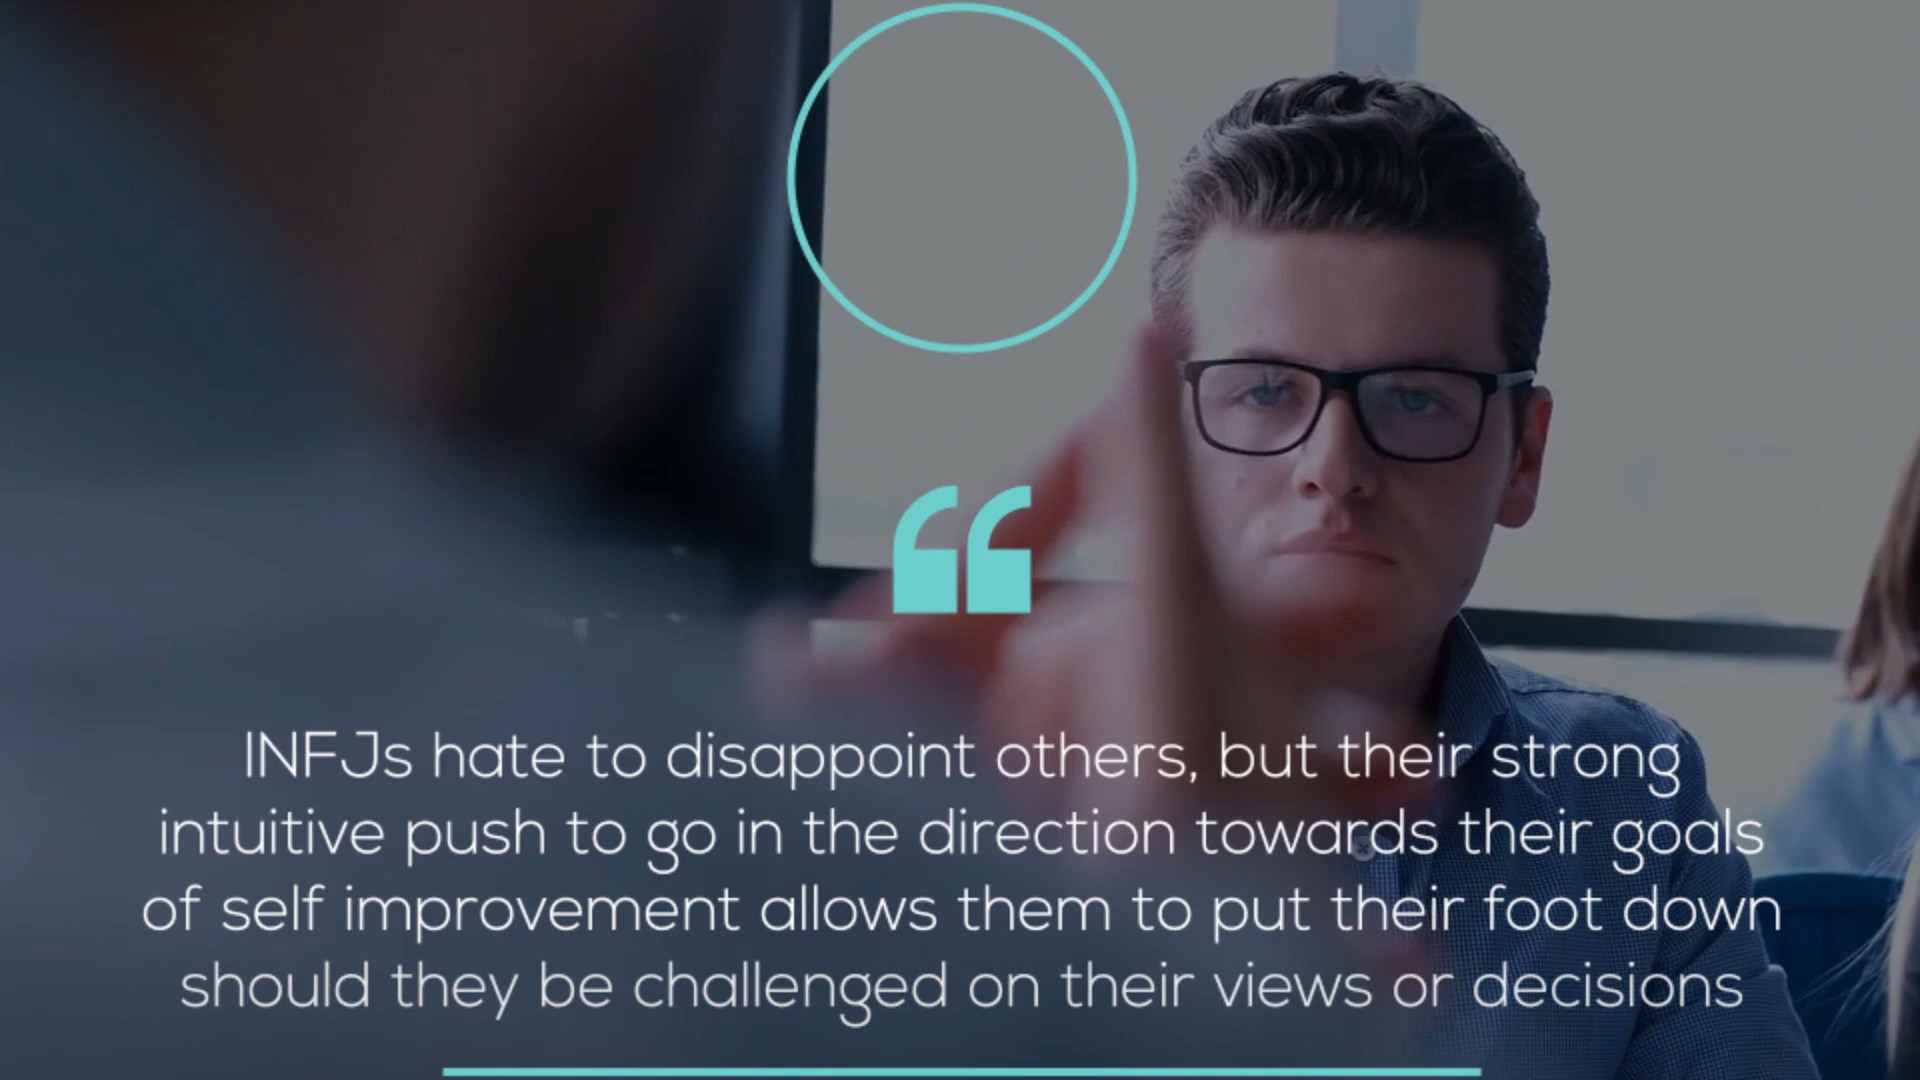 INFJs hate to disappoint others, but their strong
intuitive push to go in the direction towards their goals
of self improvement allows them to put their foot down
should they be challenged on their views or decisions